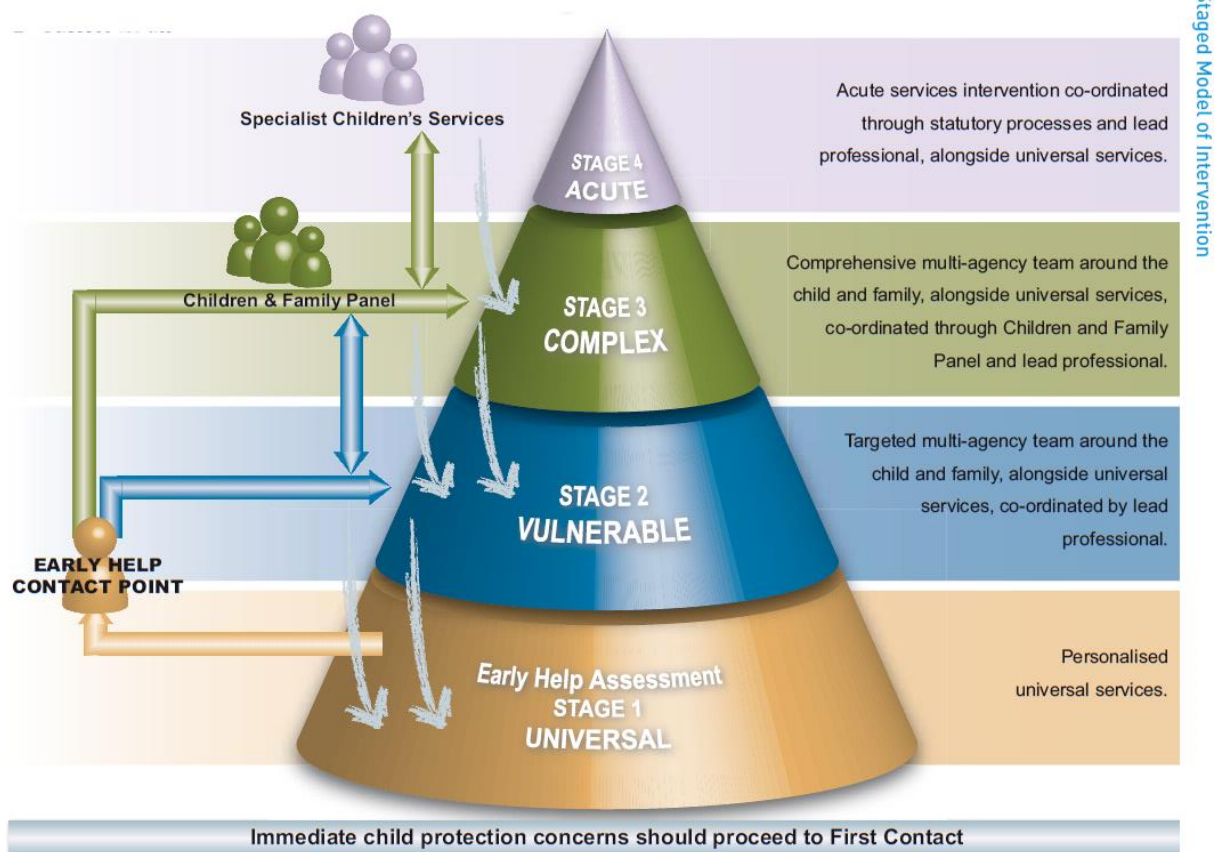 Staged Model of Intervention
Specialist Children's Services
STAGE 4
ACUTE
Acute services intervention co-ordinated
through statutory processes and lead
professional, alongside universal services.
Children & Family Panel
STAGE 3
COMPLEX
Comprehensive multi-agency team around the
child and family, alongside universal services,
co-ordinated through Children and Family
Panel and lead professional.
STAGE 2
VULNERABLE
Targeted multi-agency team around the
child and family, alongside universal
services, co-ordinated by lead
professional.
EARLY HELP
CONTACT POINT
Early Help Assessment
STAGE 1
UNIVERSAL
Personalised
universal services.
Immediate child protection concerns should proceed to First Contact